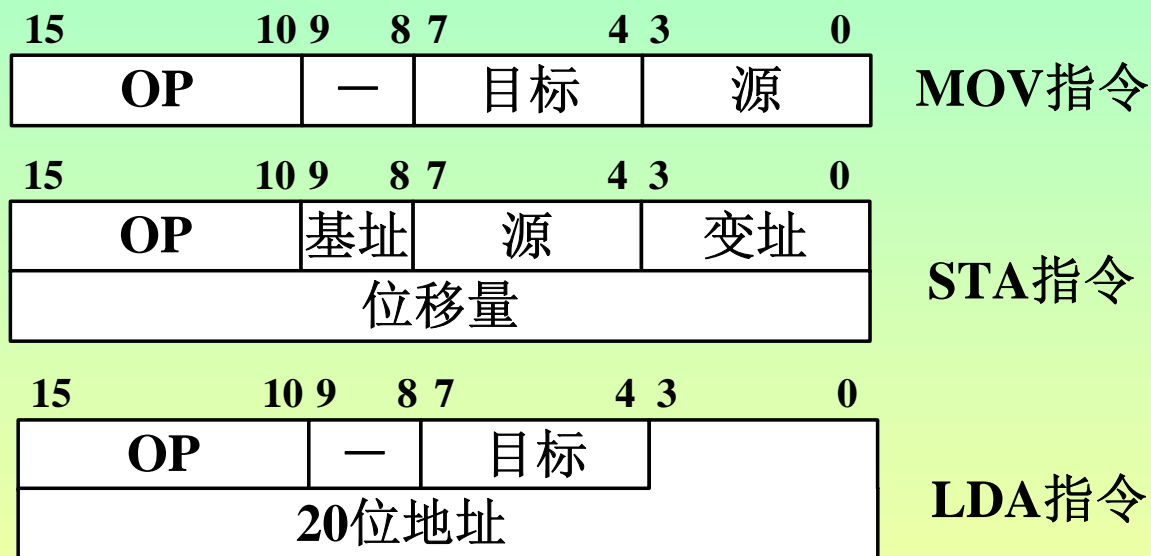 15 10 9 8 7 4 3 0
OP － 目标 源 MOV指令
15 10 9 8 7 4 3 0
OP 基址 源 变址
位移量
STA指令
15 10 9 8 7 4 3 0
OP － 目标
20位地址
LDA指令